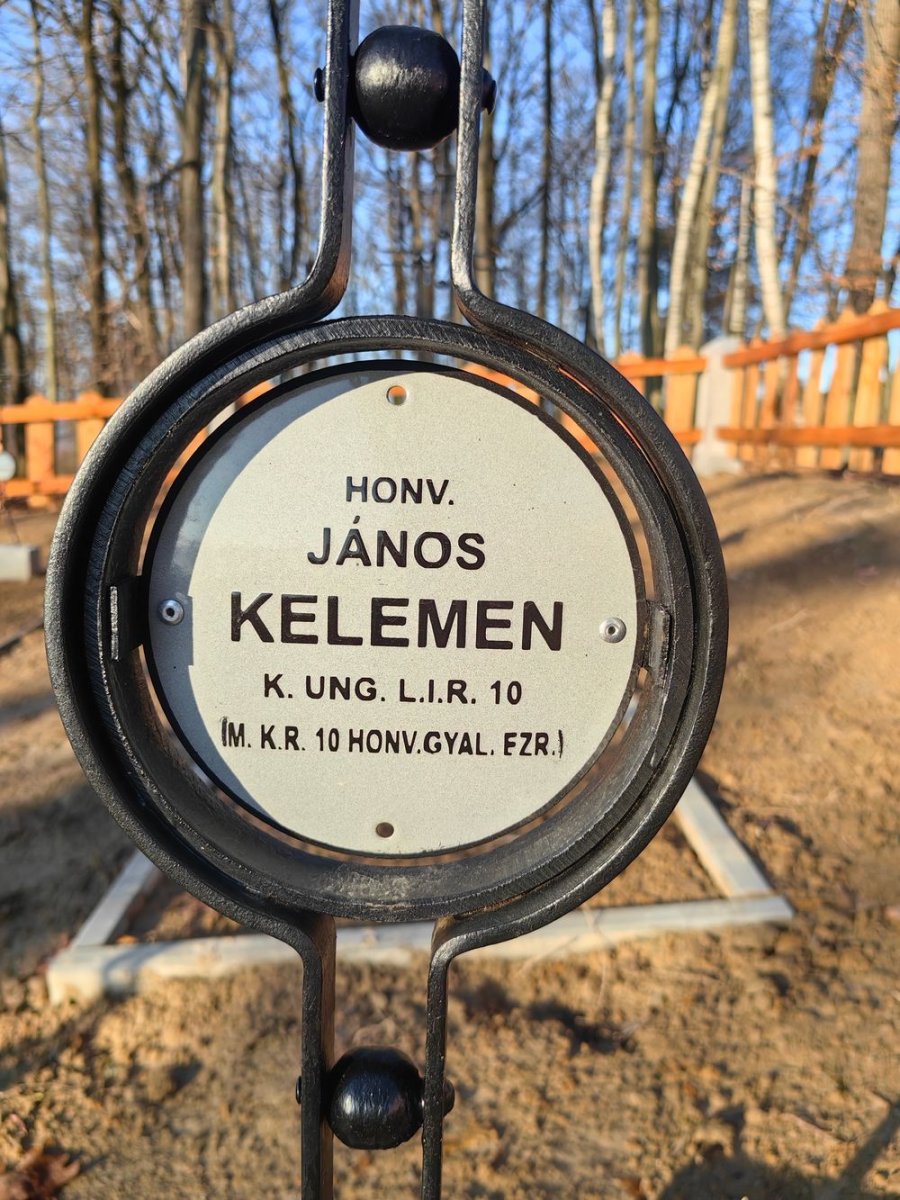 HONV.
JÁNOS
KELEMEN
K. UNG. L.I.R. 10
(M. K.R. 10 HONV.GYAL. EZR.)